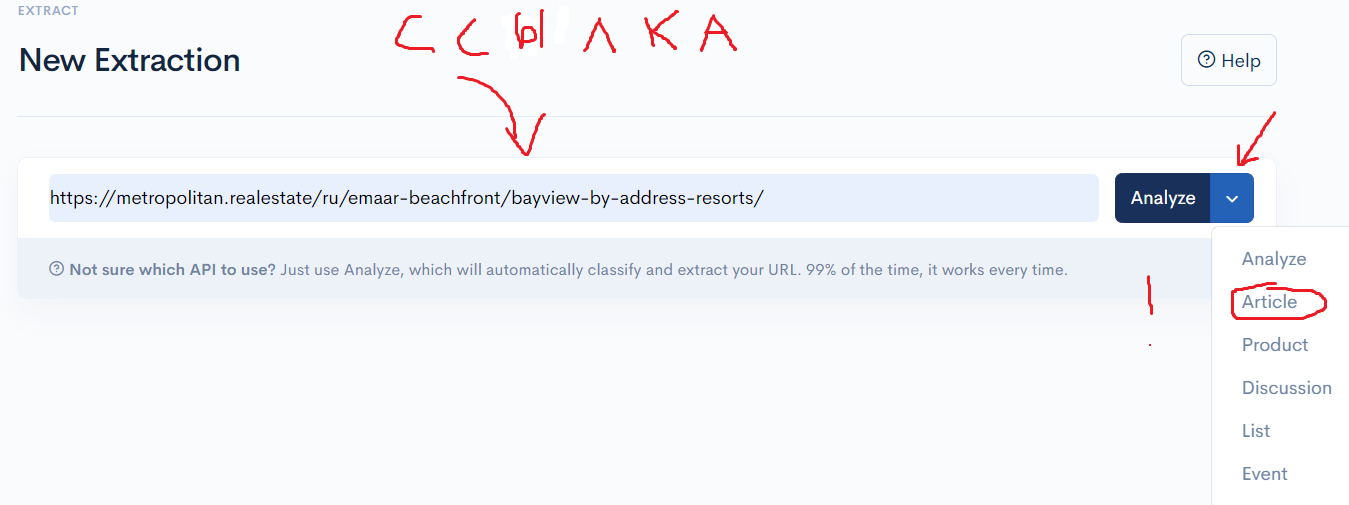 EXTRACT
ССЫЛКА
New Extraction
Help
https://metropolitan.realestate/ru/emaar-beachfront/bayview-by-address-resorts/
Analyze
Not sure which API to use? Just use Analyze, which will automatically classify and extract your URL. 99% of the time, it works every time.
Analyze
!
Article
Product
Discussion
List
Event